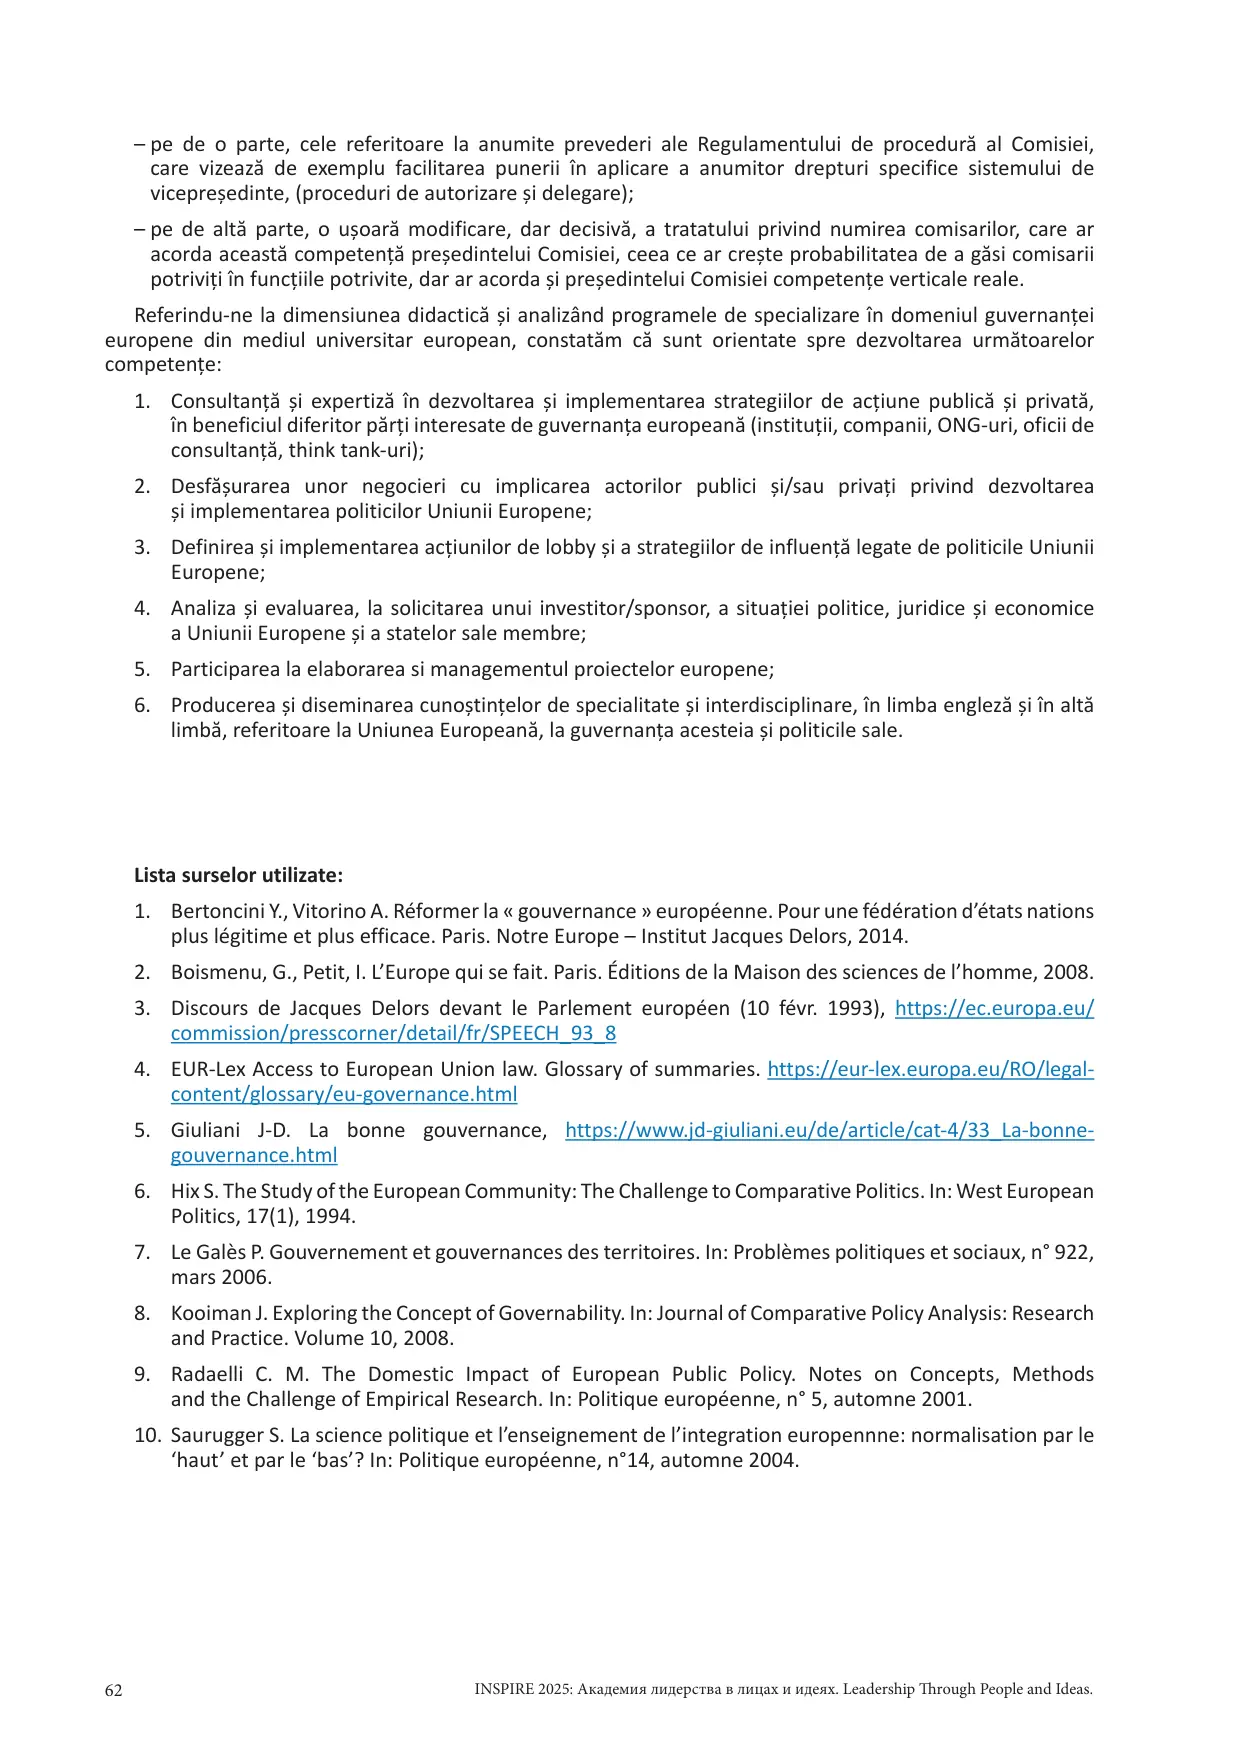 – pe de o parte, cele referitoare la anumite prevederi ale Regulamentului de procedură al Comisiei,
care vizează de exemplu facilitarea punerii în aplicare a anumitor drepturi specifice sistemului de
vicepreședinte, (proceduri de autorizare și delegare);
– pe de altă parte, o ușoară modificare, dar decisivă, a tratatului privind numirea comisarilor, care ar
acorda această competență președintelui Comisiei, ceea ce ar crește probabilitatea de a găsi comisarii
potriviți în funcțiile potrivite, dar ar acorda și președintelui Comisiei competențe verticale reale.
Referindu-ne la dimensiunea didactică și analizând programele de specializare în domeniul guvernanței
europene din mediul universitar european, constatăm că sunt orientate spre dezvoltarea următoarelor
competențe:
1. Consultanță și expertiză în dezvoltarea și implementarea strategiilor de acțiune publică și privată,
în beneficiul diferitor părți interesate de guvernanța europeană (instituții, companii, ONG-uri, oficii de
consultanță, think tank-uri);
2. Desfășurarea unor negocieri cu implicarea actorilor publici și/sau privați privind dezvoltarea
și implementarea politicilor Uniunii Europene;
3. Definirea și implementarea acțiunilor de lobby și a strategiilor de influență legate de politicile Uniunii
Europene;
4. Analiza și evaluarea, la solicitarea unui investitor/sponsor, a situației politice, juridice și economice
a Uniunii Europene și a statelor sale membre;
5. Participarea la elaborarea si managementul proiectelor europene;
6. Producerea și diseminarea cunoștințelor de specialitate și interdisciplinare, în limba engleză și în altă
limbă, referitoare la Uniunea Europeană, la guvernanța acesteia și politicile sale.
Lista surselor utilizate:
1. Bertoncini Y., Vitorino A. Réformer la « gouvernance » européenne. Pour une fédération d’états nations
plus légitime et plus efficace. Paris. Notre Europe – Institut Jacques Delors, 2014.
2. Boismenu, G., Petit, I. L’Europe qui se fait. Paris. Éditions de la Maison des sciences de l’homme, 2008.
3. Discours de Jacques Delors devant le Parlement européen (10 févr. 1993), https://ec.europa.eu/
commission/presscorner/detail/fr/SPEECH_93_8
4. EUR-Lex Access to European Union law. Glossary of summaries. https://eur-lex.europa.eu/RO/legal-
content/glossary/eu-governance.html
5. Giuliani J-D. La bonne gouvernance, https://www.jd-giuliani.eu/de/article/cat-4/33_La-bonne-
gouvernance.html
6. Hix S. The Study of the European Community: The Challenge to Comparative Politics. In: West European
Politics, 17(1), 1994.
7. Le Galès P. Gouvernement et gouvernances des territoires. In: Problèmes politiques et sociaux, n° 922,
mars 2006.
8. Kooiman J. Exploring the Concept of Governability. In: Journal of Comparative Policy Analysis: Research
and Practice. Volume 10, 2008.
9. Radaelli C. M. The Domestic Impact of European Public Policy. Notes on Concepts, Methods
and the Challenge of Empirical Research. In: Politique européenne, n° 5, automne 2001.
10. Saurugger S. La science politique et l’enseignement de l’integration europennne: normalisation par le
‘haut’ et par le ‘bas’? In: Politique européenne, n°14, automne 2004.
62
INSPIRE 2025: Академия лидерства в лицах и идеях. Leadership Through People and Ideas.